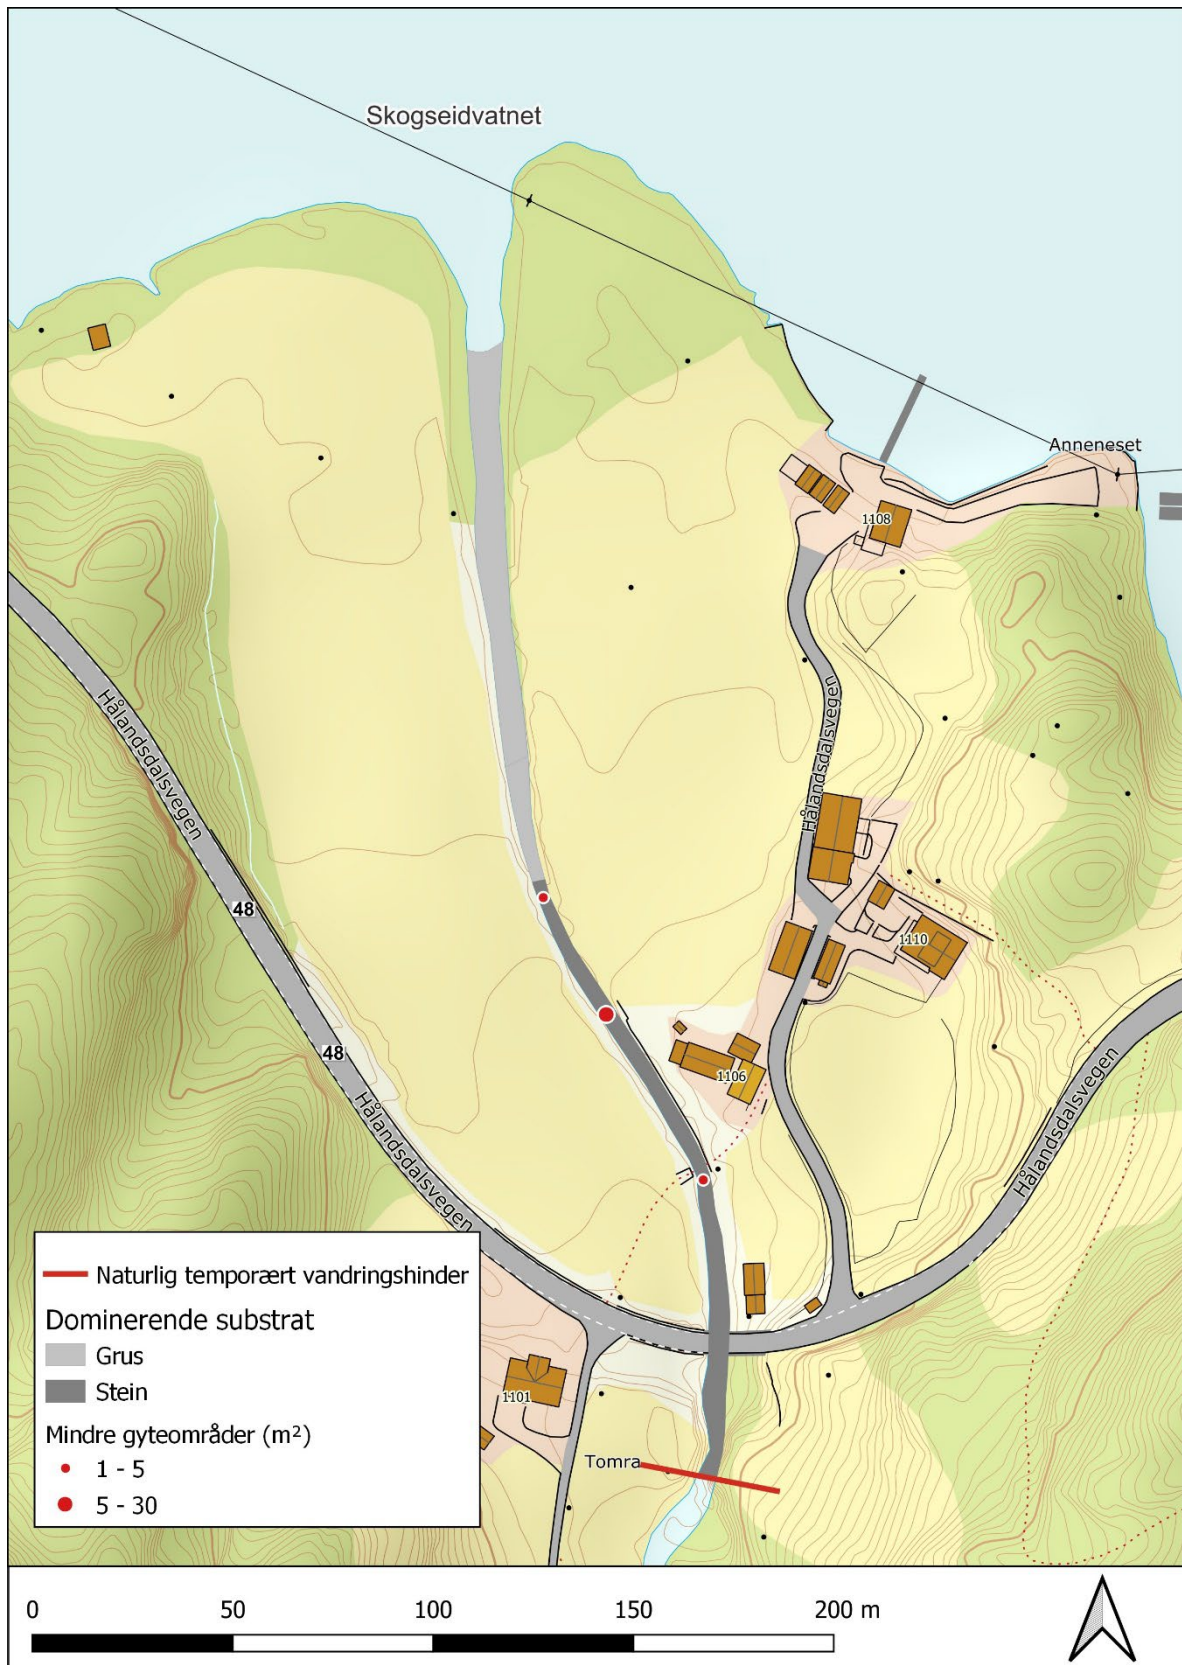 Skogseidvatnet
Anneneset
1108
Hålandsdalsvegen
Hålandsdalsvegen
48
1110
48
1106
Hålandsdalsvegen
Hålandsdalsvegen
Naturlig temporært vandringshinder
Dominerende substrat
Grus
Stein
Mindre gyteområder (m²)
1 - 5
5 - 30
1101
Tomra
0 50 100 150 200 m